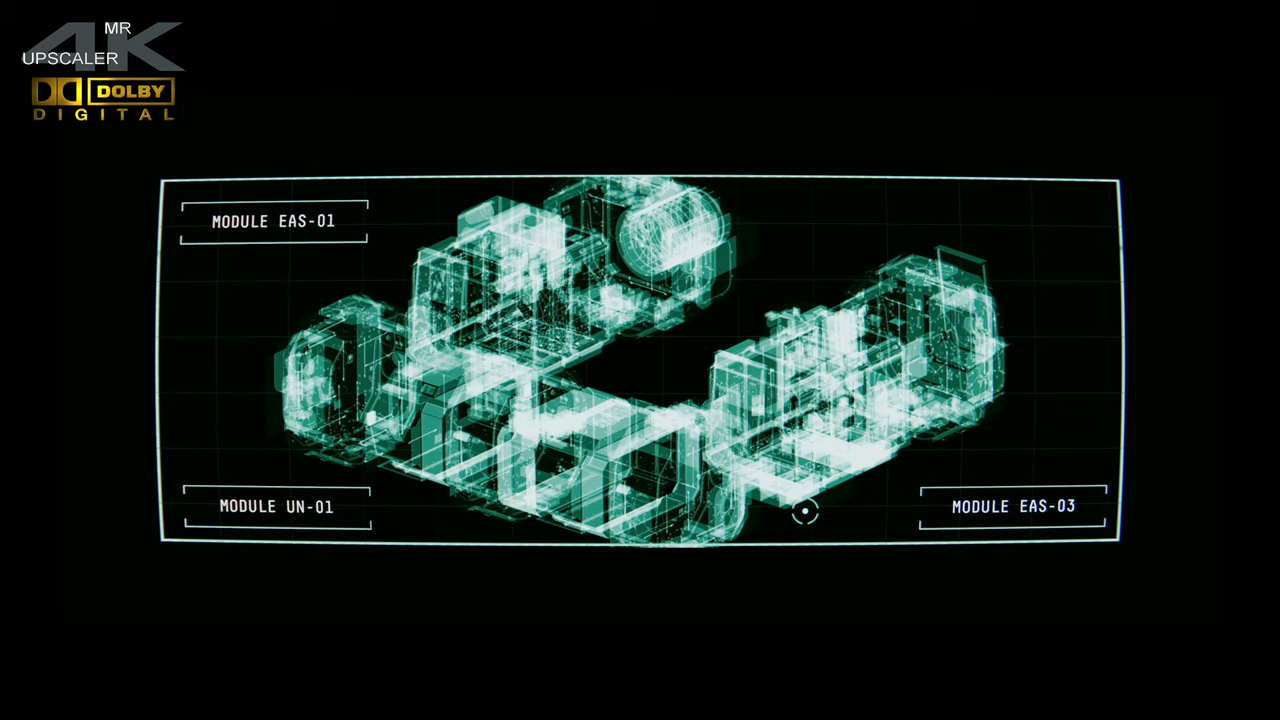 4K
MR
UPSCALER
DOLBY
DIGITAL
MODULE EAS-01
MODULE UN-01
MODULE EAS-03